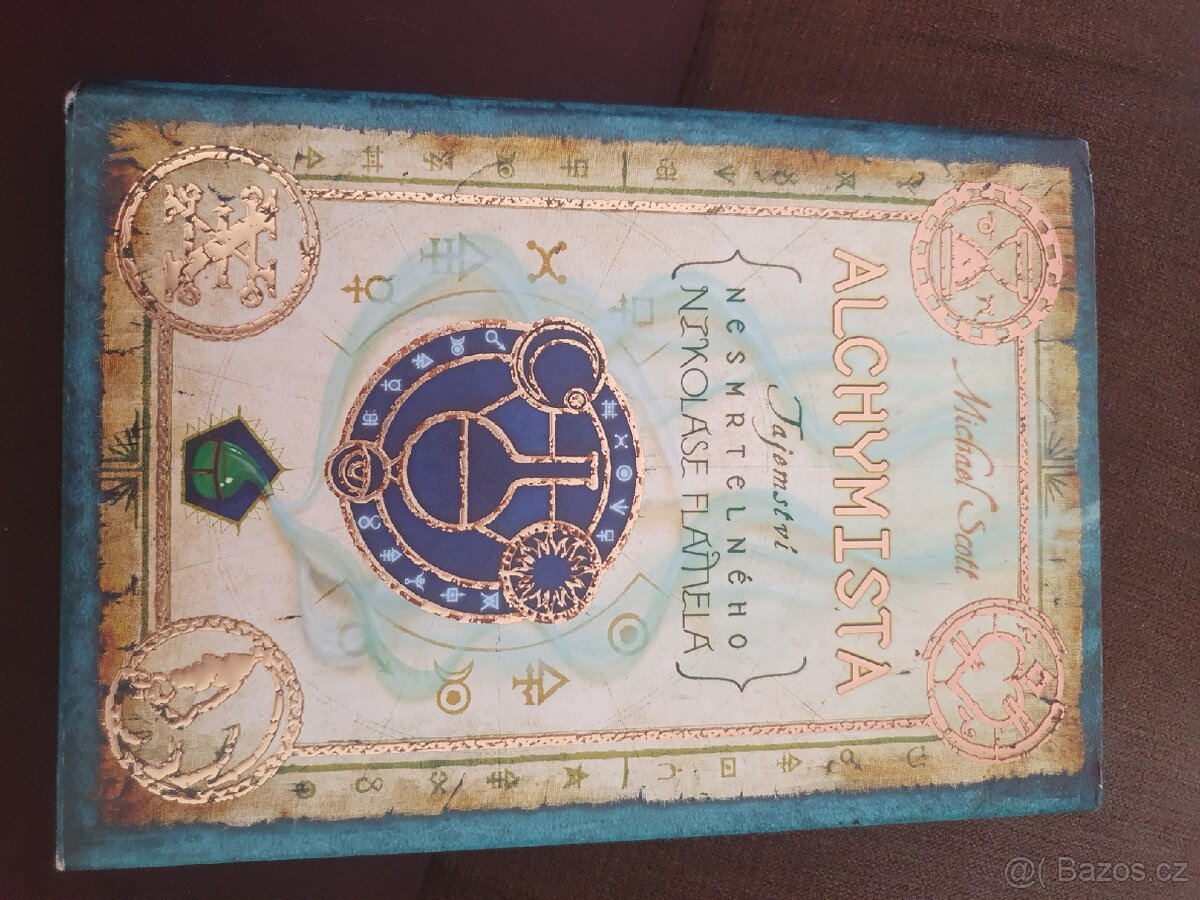 Michael Scott
ALCHYMISTA
Tajemství
NeSMRTeLNÉHO
NIKOLASE FLAMELA
@( Bazos.cz